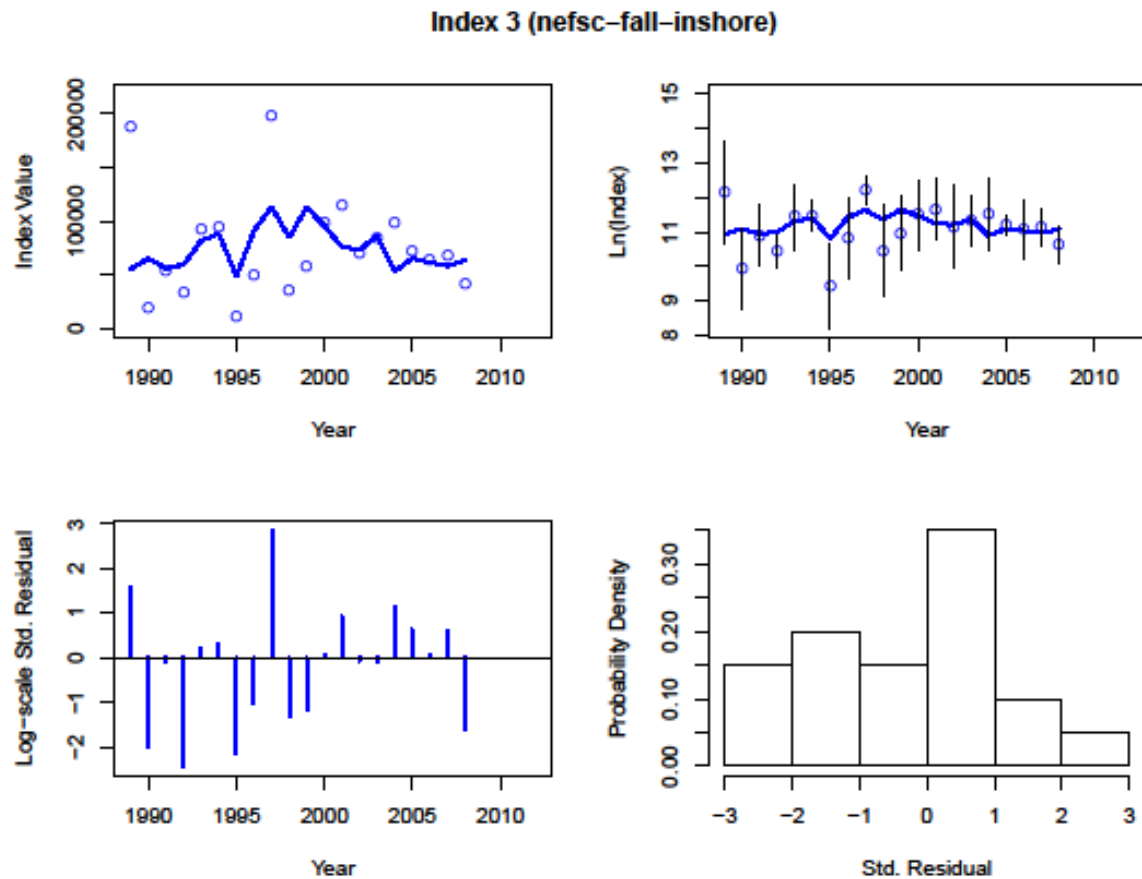 Index 3 (nefsc−fall−inshore)
Index Value
0
100000
200000
1990 1995 2000 2005 2010
Year
Ln(Index)
8
9
11
13
15
1990 1995 2000 2005 2010
Year
Log−scale Std. Residual
−2
−1
0
1
2
3
1990 1995 2000 2005 2010
Year
Probability Density
0.00
0.10
0.20
0.30
−3 −2 −1 0 1 2 3
Std. Residual